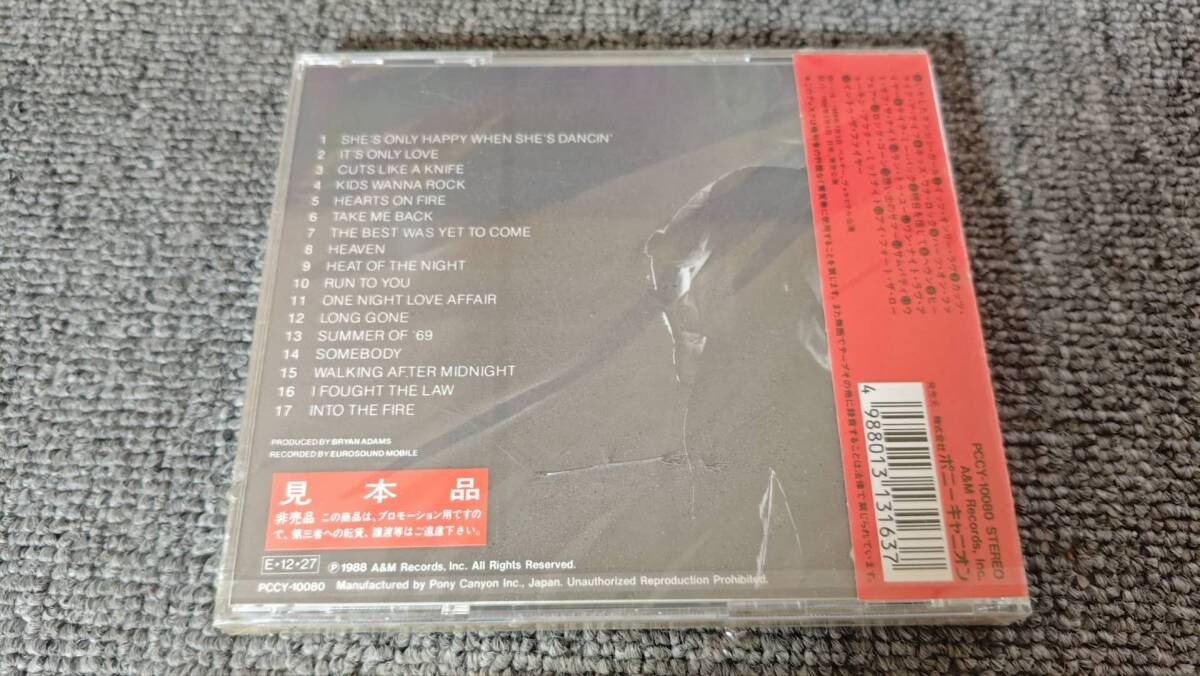 1 SHE'S ONLY HAPPY WHEN SHE'S DANCIN'
2 IT'S ONLY LOVE
3 CUTS LIKE A KNIFE
4 KIDS WANNA ROCK
5 HEARTS ON FIRE
6 TAKE ME BACK
7 THE BEST WAS YET TO COME
8 HEAVEN
9 HEAT OF THE NIGHT
10 RUN TO YOU
11 ONE NIGHT LOVE AFFAIR
12 LONG GONE
13 SUMMER OF '69
14 SOMEBODY
15 WALKING AFTER MIDNIGHT
16 I FOUGHT THE LAW
17 INTO THE FIRE
PRODUCED BY BRYAN ADAMS
RECORDED BY EUROSOUND MOBILE
見本品
非売品 この商品は、プロモーション用ですの
で、第三者への転貸、譲渡等はご遠慮下さい。
E•12•27 Ⓟ1988 A&M Records, Inc. All Rights Reserved.
PCCY-10080 Manufactured by Pony Canyon Inc., Japan. Unauthorized Reproduction Prohibited.
4 988013 131637
PCCY-10080 STEREO
A&M Records, Inc.
発売元 株式会社 ポニーキャニオン